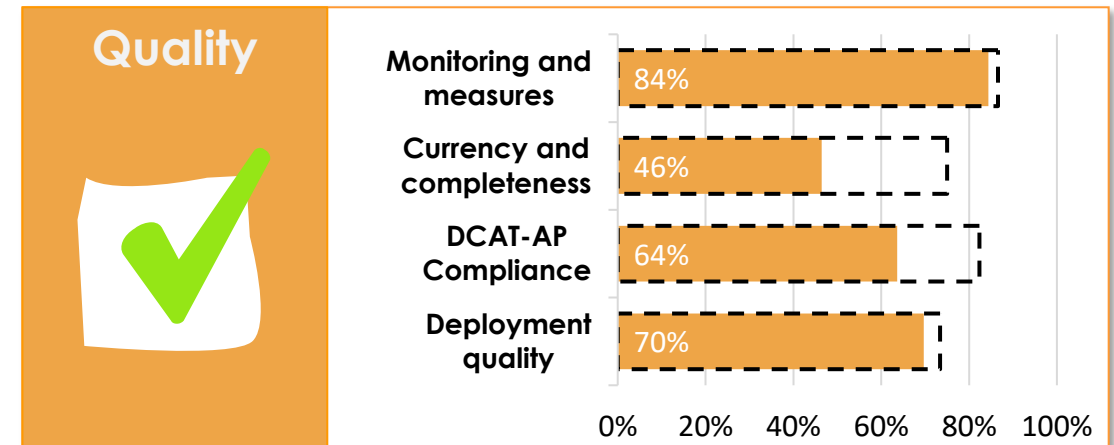 Quality
Monitoring and
measures
84%
Currency and
completeness
46%
DCAT-AP
Compliance
64%
Deployment
quality
70%
0% 20% 40% 60% 80% 100%